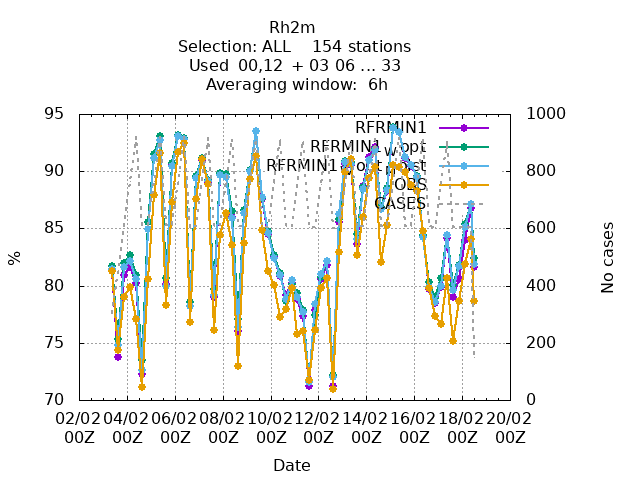 Rh2m
Selection: ALL    154 stations
Used  00,12  + 03 06 ... 33
Averaging window:  6h
95
90
85
80
75
70
1000
800
600
400
200
0
%
No cases
RFRMIN1
RFRMIN1_w_opt
OBS
CASES
02/02 04/02 06/02 08/02 10/02 12/02 14/02 16/02 18/02 20/02
00Z 00Z 00Z 00Z 00Z 00Z 00Z 00Z 00Z 00Z
Date